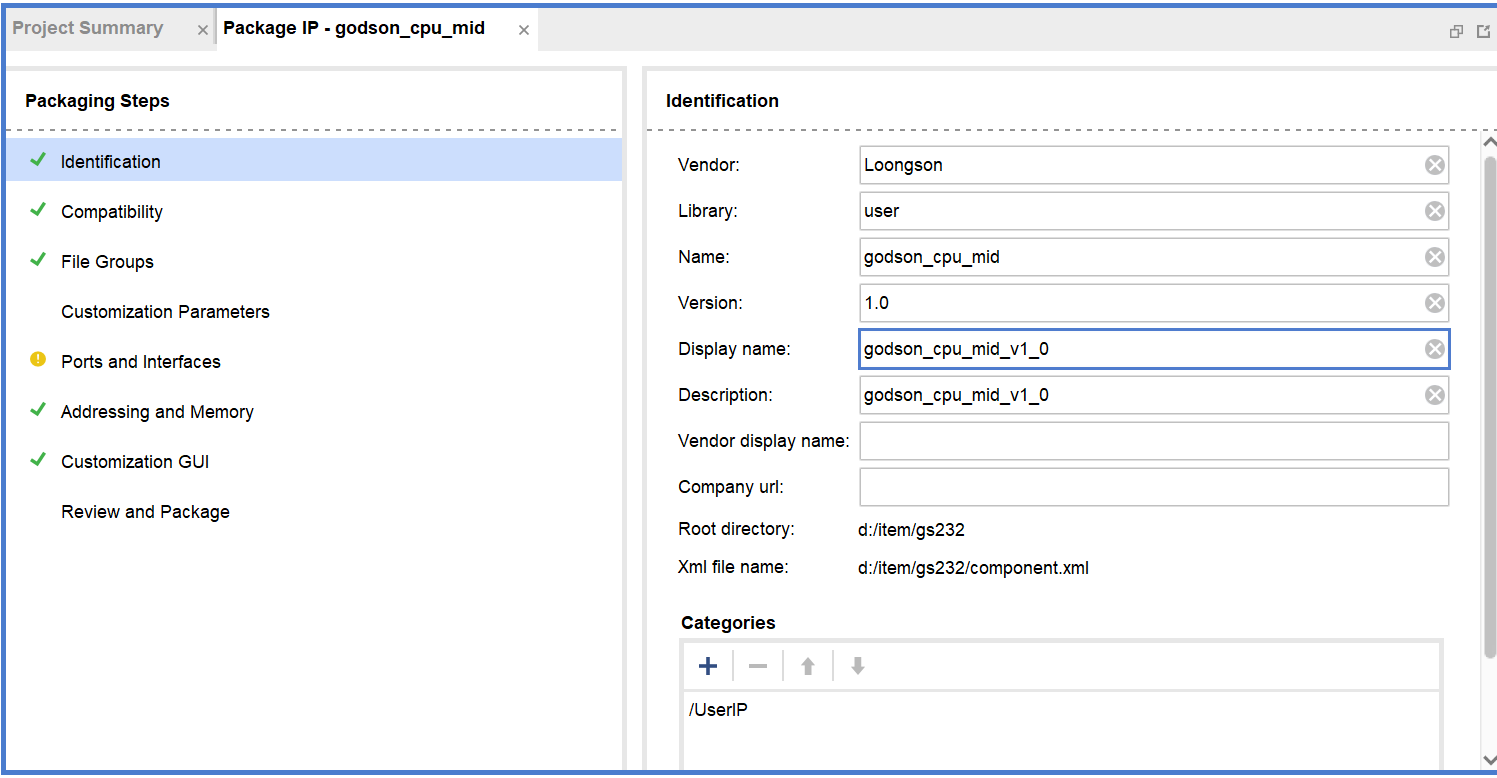 Project Summary
Package IP - godson_cpu_mid
Packaging Steps
Identification
Compatibility
File Groups
Customization Parameters
Ports and Interfaces
Addressing and Memory
Customization GUI
Review and Package
Identification
Vendor: Loongson
Library: user
Name: godson_cpu_mid
Version: 1.0
Display name: godson_cpu_mid_v1_0
Description: godson_cpu_mid_v1_0
Vendor display name:
Company url:
Root directory: d:/item/gs232
Xml file name: d:/item/gs232/component.xml
Categories
/UserIP